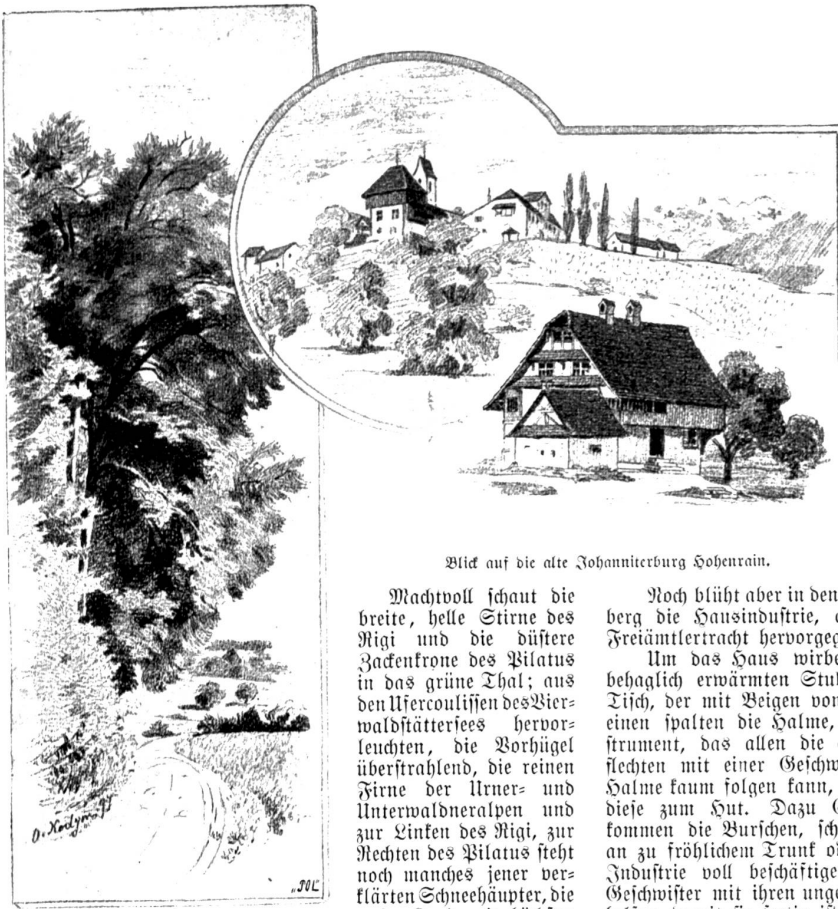 Blick auf die alte Johanniterburg Hohenrain.
Machtvoll schaut die
breite, helle Stirne des
Rigi und die düstere
Zackenkrone des Pilatus
in das grüne Thal; aus
den Ufercoulissen des Vier-
waldstättersees hervor-
leuchten, die Vorhügel
überstrahlend, die reinen
Firne der Urner- und
Unterwaldneralpen und
zur Linken des Rigi, zur
Rechten des Pilatus steht
noch manches jener ver-
klärten Schneehäupter, die
Noch blüht aber in den
berg die Hausindustrie,
Freiämtlertracht hervorgeg
Um das Haus wirbe
behaglich erwärmten Stu
Tisch, der mit Beigen von
einen spalten die Halme,
strument, das allen die
flechten mit einer Geschw
Halme kaum folgen kann,
diese zum Hut. Dazu
kommen die Burschen, sch
an zu fröhlichem Trunk o
Industrie voll beschäftige
Geschwister mit ihren unge
„POL"